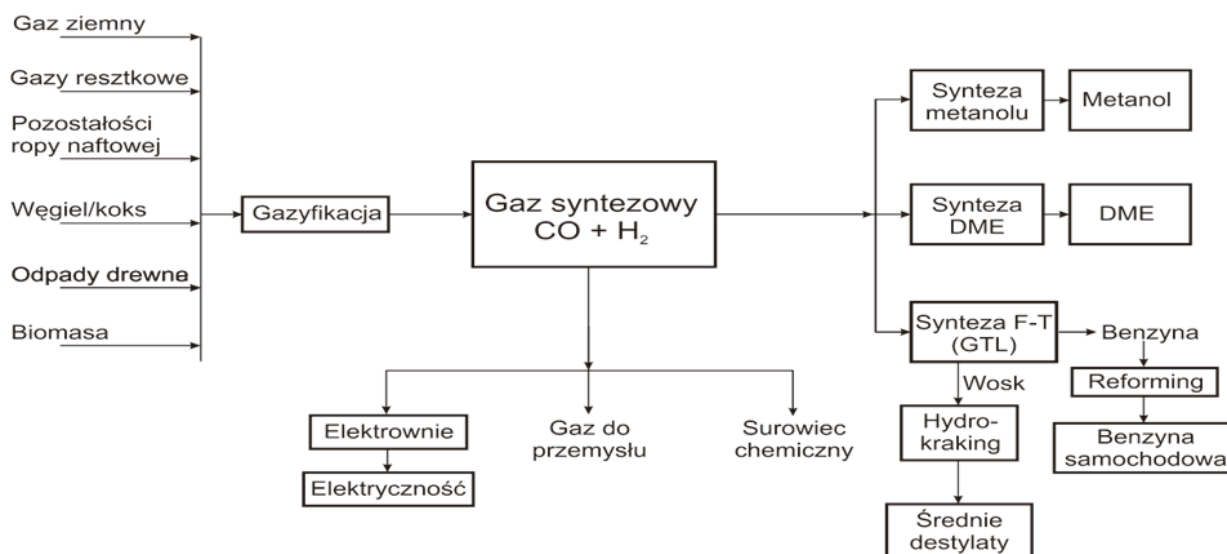 Gaz ziemny
Gazy resztkowe
Pozostałości
ropy naftowej
Węgiel/koks
Odpady drewna
Biomasa
Gazyfikacja
Gaz syntezowy
CO + H₂
Synteza
metanolu
Metanol
Synteza
DME
DME
Synteza F-T
(GTL)
Benzyna
Wosk
Reforming
Hydro-
kraking
Benzyna
samochodowa
Średnie
destylaty
Elektrownie
Elektryczność
Gaz do
przemysłu
Surowiec
chemiczny